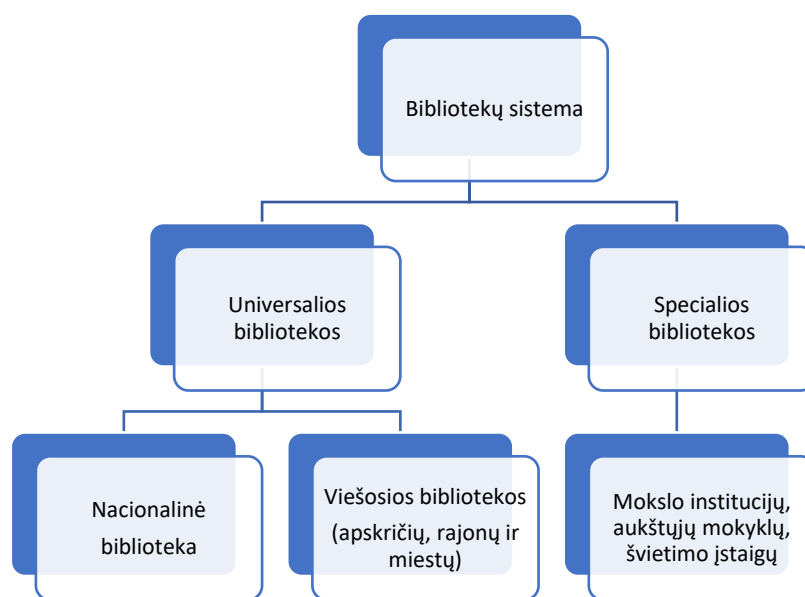 Bibliotekų sistema
Universalios
bibliotekos
Specialios
bibliotekos
Nacionalinė
biblioteka
Viešosios bibliotekos
(apskričių, rajonų ir
miestų)
Mokslo institucijų,
aukštųjų mokyklų,
švietimo įstaigų